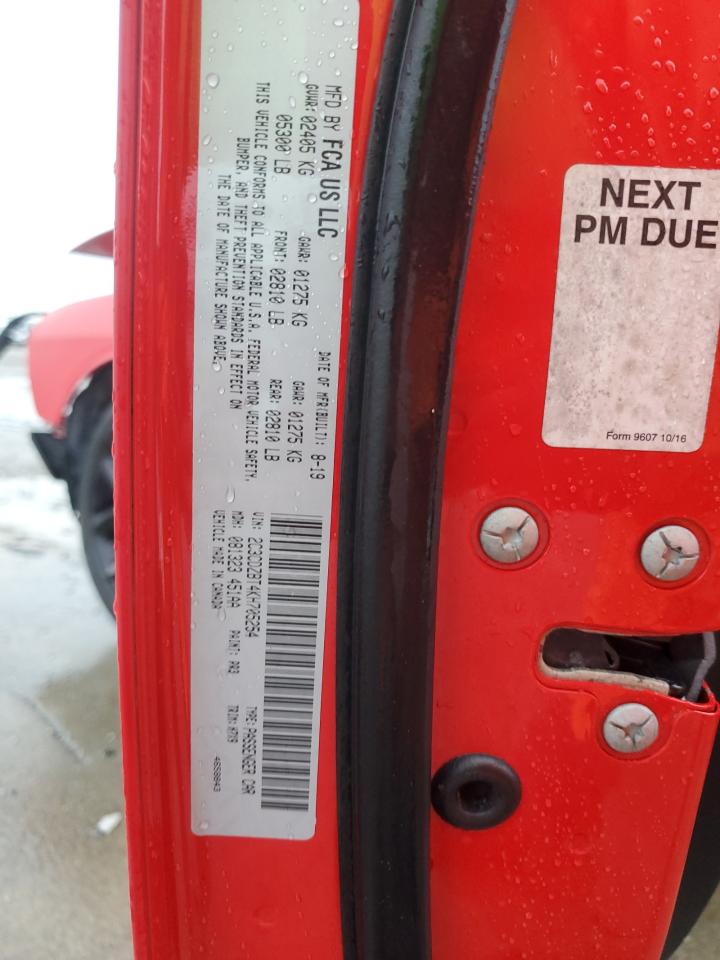 MFD BY FCA US LLC
DATE OF MFR(BUILT): 8-19
GVWR: 02405 KG GAWR: 01275 KG GAWR: 01275 KG
05300 LB FRONT: 02810 LB REAR: 02810 LB
THIS VEHICLE CONFORMS TO ALL APPLICABLE U.S.A. FEDERAL MOTOR VEHICLE SAFETY,
BUMPER, AND THEFT PREVENTION STANDARDS IN EFFECT ON
THE DATE OF MANUFACTURE SHOWN ABOVE.
VIN: 2C3CDZBT4KH705254 TYPE: PASSENGER CAR
MDH: 081323 451AA PAINT: PR3 TRIM: H7X9
VEHICLE MADE IN CANADA 4658843
NEXT
PM DUE
Form 9607 10/16